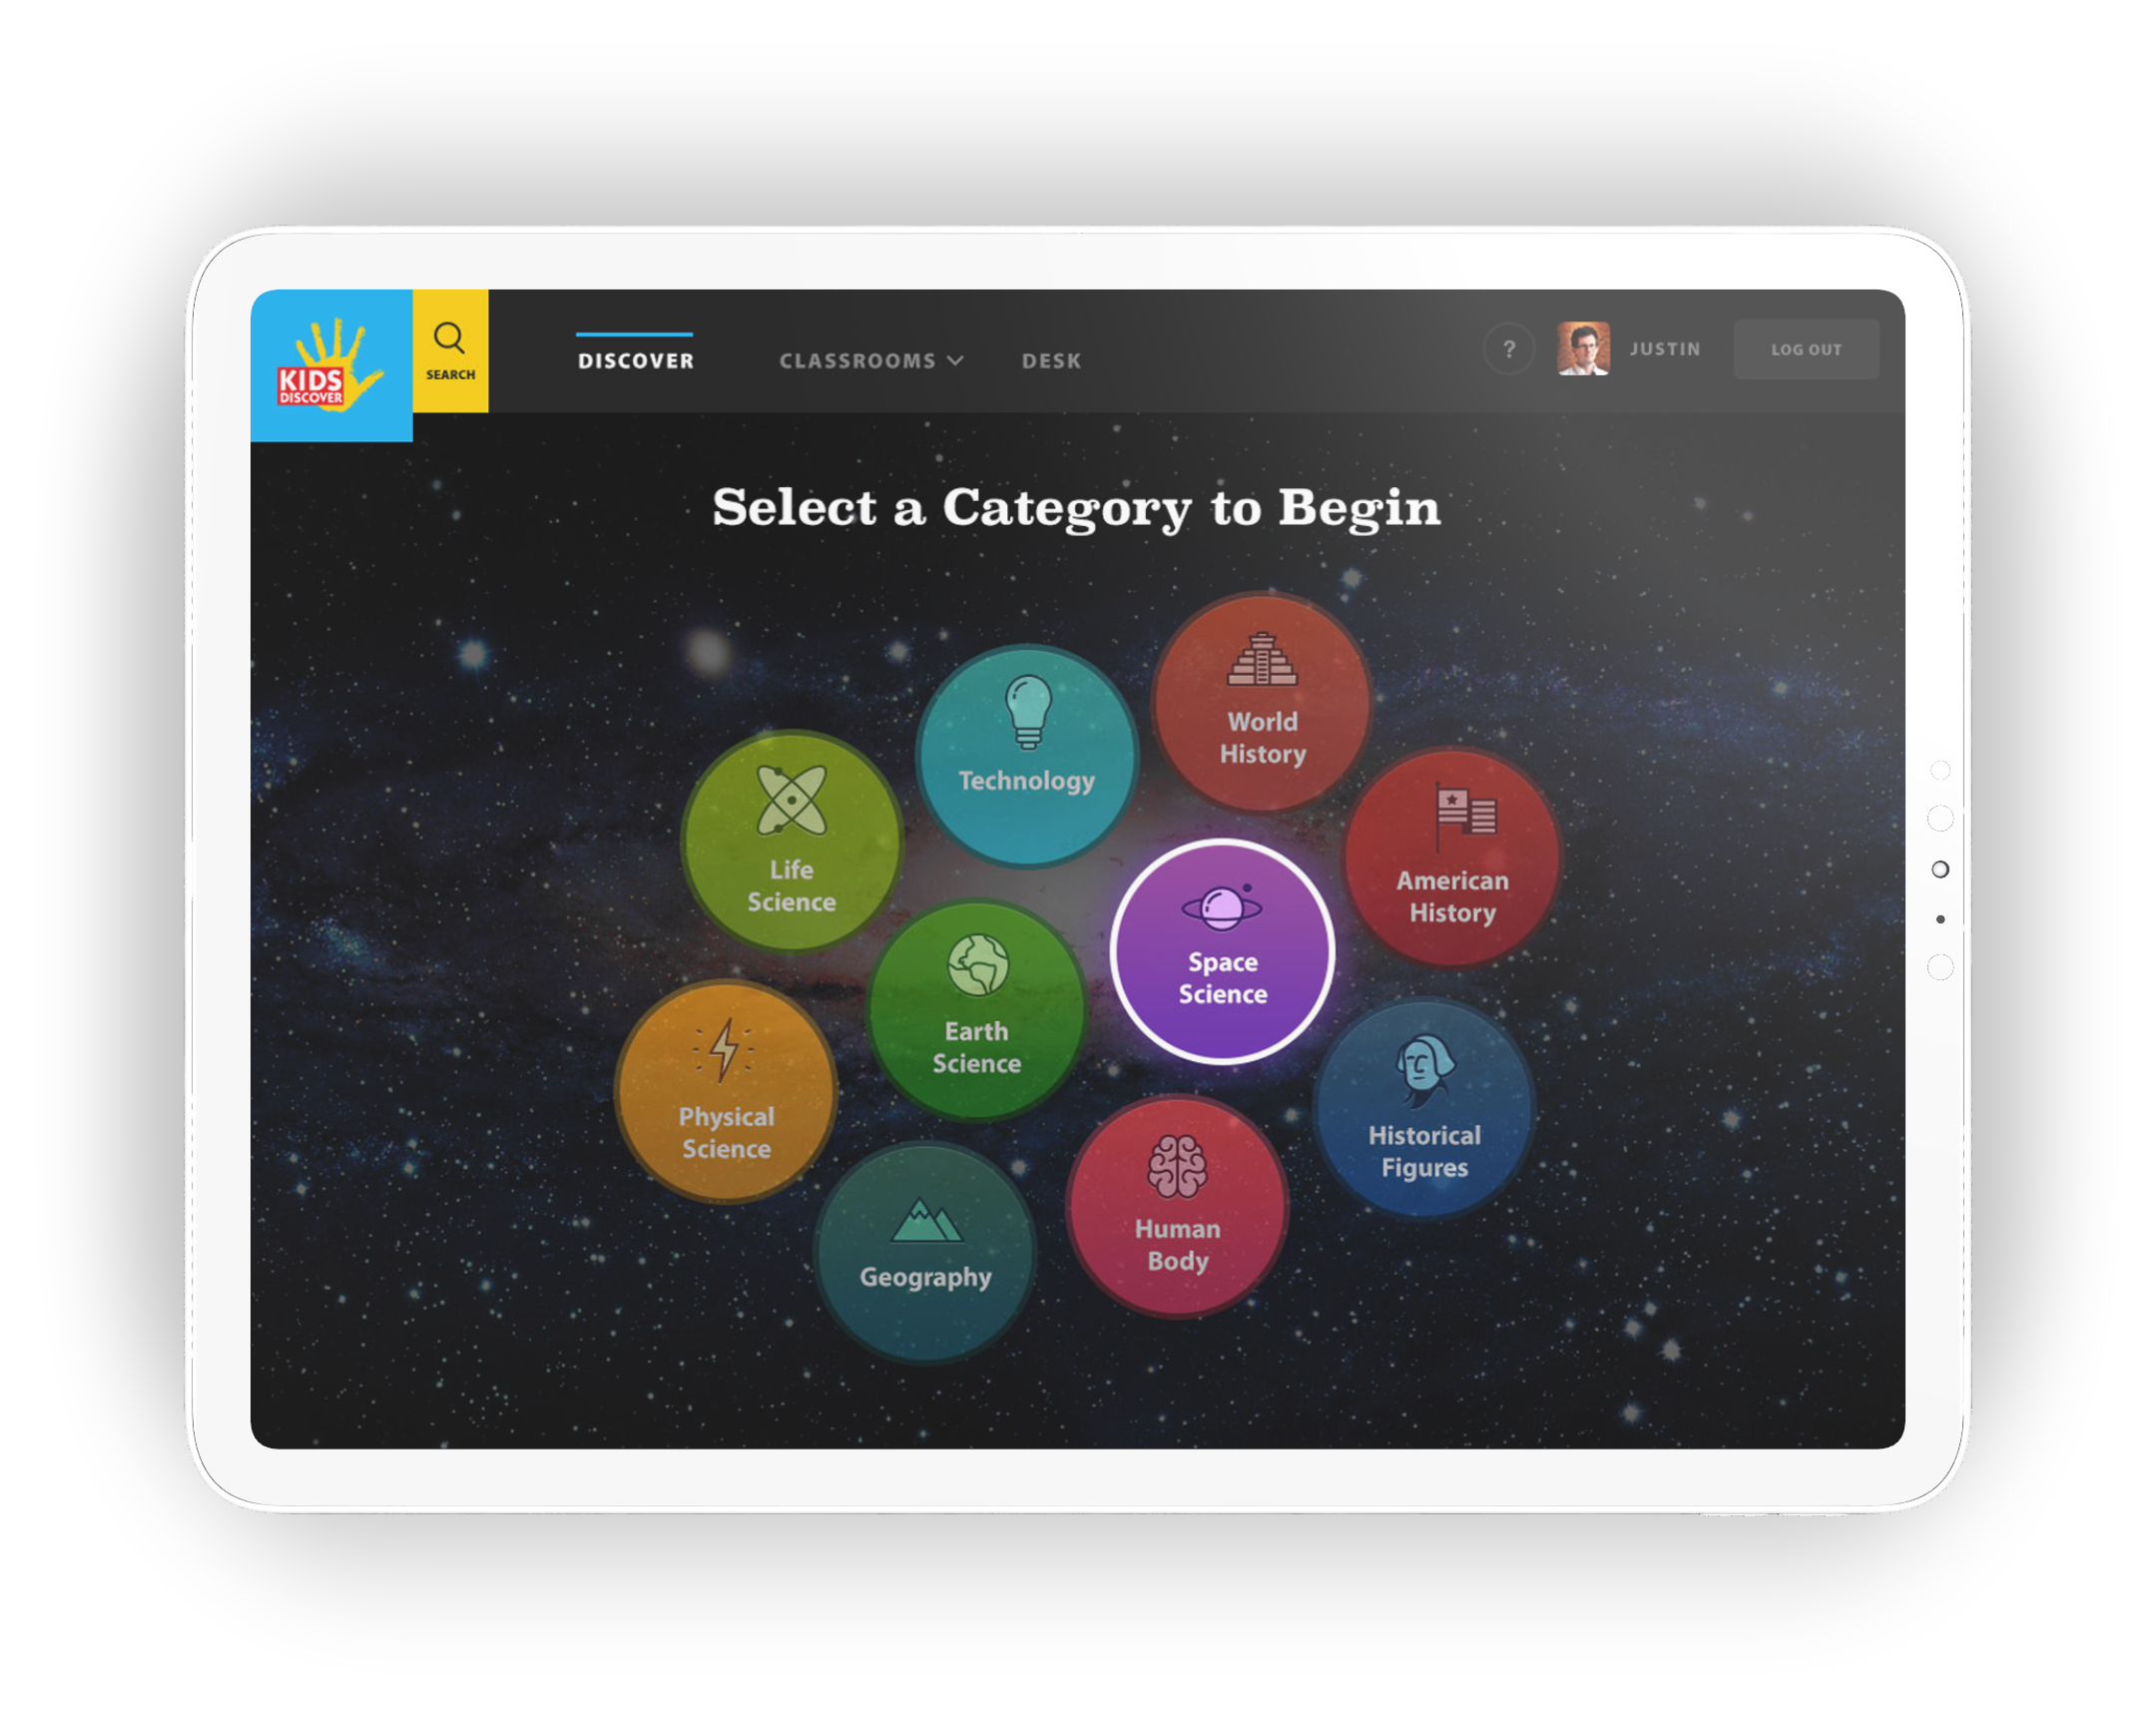 KIDS
DISCOVER
SEARCH
DISCOVER
CLASSROOMS
DESK
?
JUSTIN
LOG OUT
Select a Category to Begin
World
History
Technology
Life
Science
American
History
Space
Science
Earth
Science
Physical
Science
Historical
Figures
Human
Body
Geography